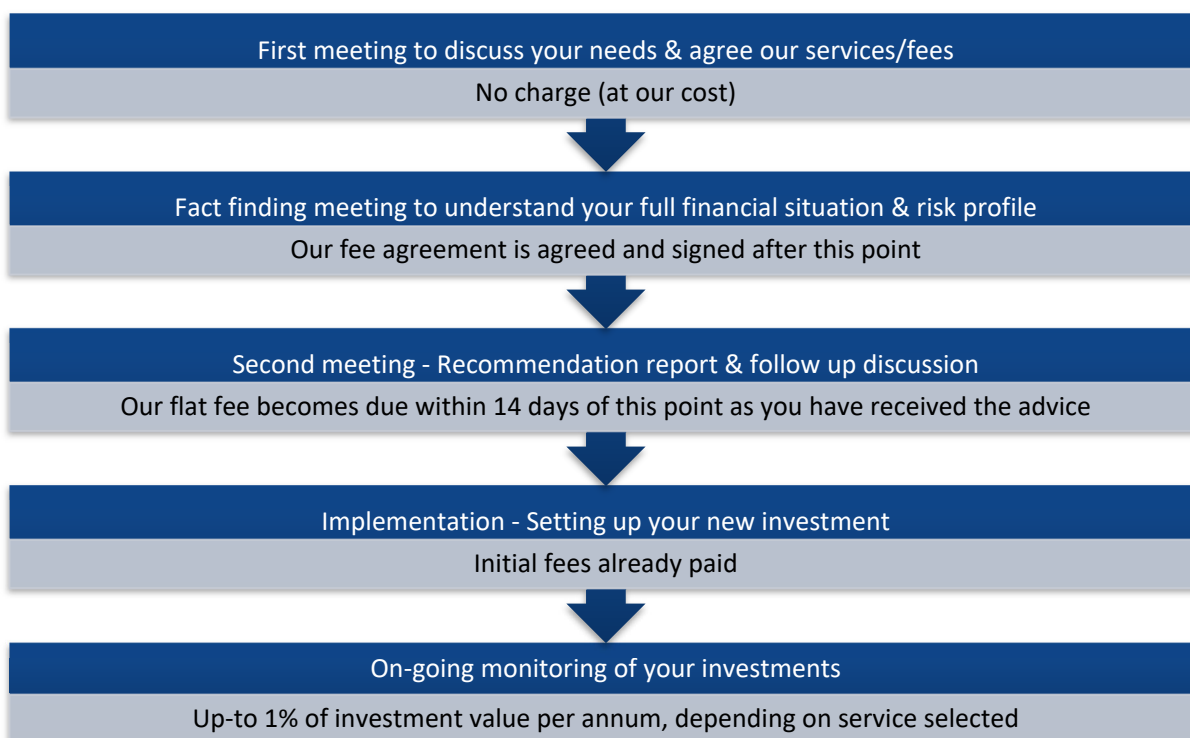 First meeting to discuss your needs & agree our services/fees
No charge (at our cost)
Fact finding meeting to understand your full financial situation & risk profile
Our fee agreement is agreed and signed after this point
Second meeting - Recommendation report & follow up discussion
Our flat fee becomes due within 14 days of this point as you have received the advice
Implementation - Setting up your new investment
Initial fees already paid
On-going monitoring of your investments
Up-to 1% of investment value per annum, depending on service selected